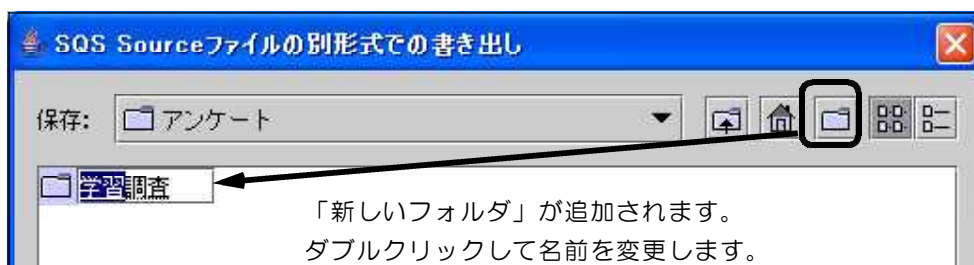 SQS Sourceファイルの別形式での書き出し
保存: アンケート
学習調査
「新しいフォルダ」が追加されます。
ダブルクリックして名前を変更します。